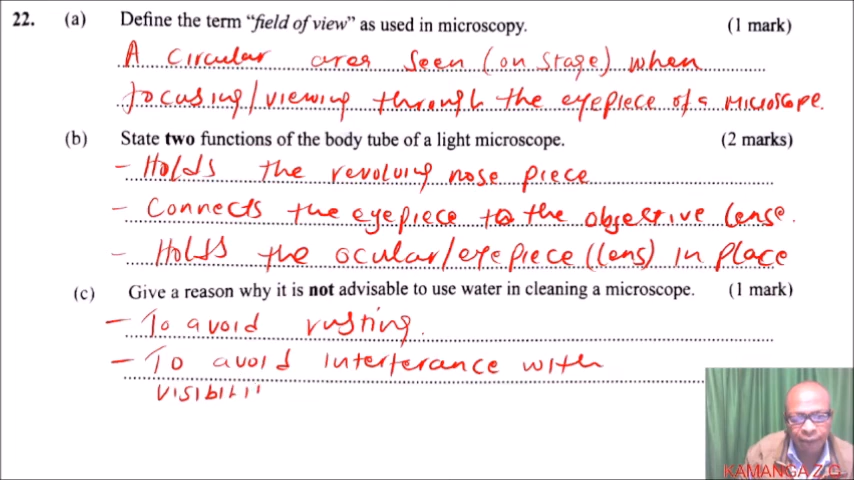 22. (a) Define the term “field of view” as used in microscopy. (1 mark)
A circular area seen (on stage) when
focusing/viewing through the eyepiece of a microscope.
(b) State two functions of the body tube of a light microscope. (2 marks)
- Holds the revolving nose piece
- Connects the eyepiece to the objective lense.
- Holds the ocular/eyepiece (lens) in place
(c) Give a reason why it is not advisable to use water in cleaning a microscope. (1 mark)
- To avoid rusting.
- To avoid interferance with
KAMANGA Z.G